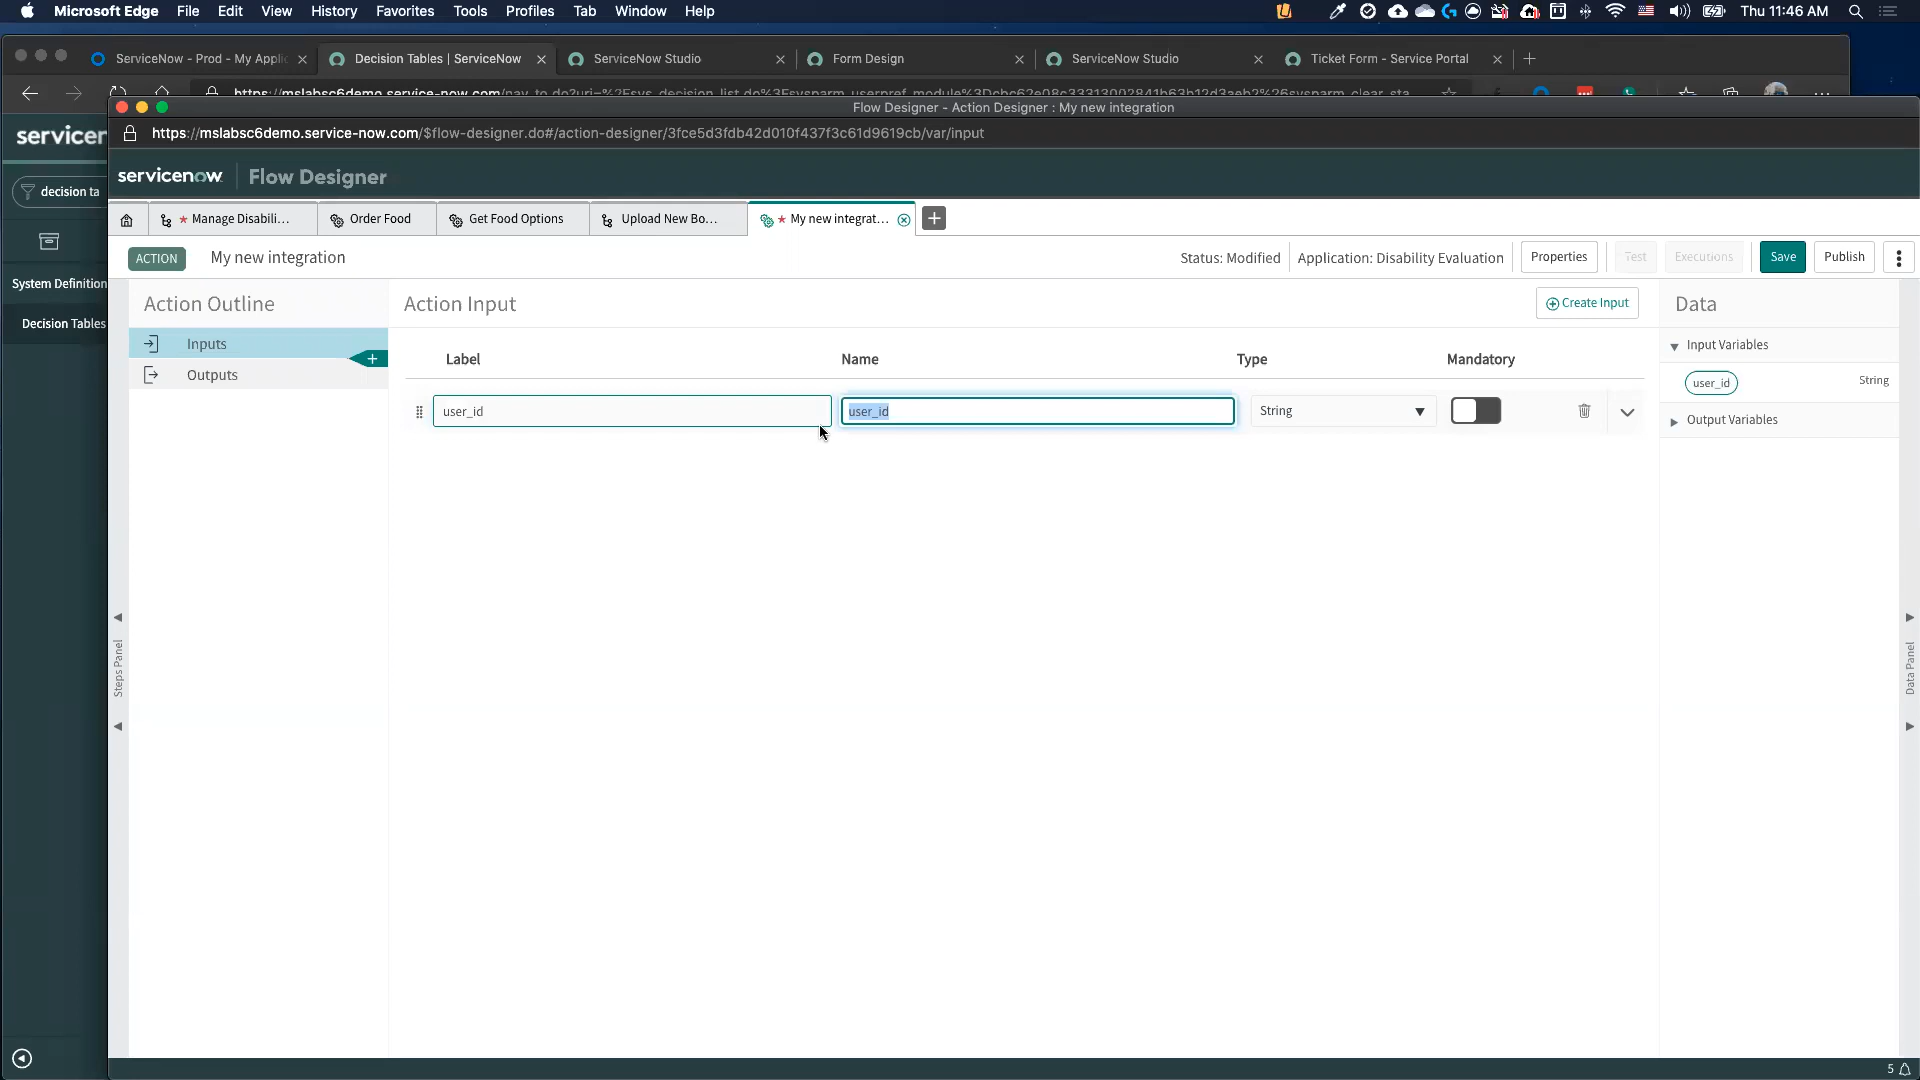 Microsoft Edge File Edit View History Favorites Tools Profiles Tab Window Help Thu 11:46 AM
ServiceNow - Prod - My Applic
Decision Tables | ServiceNow
ServiceNow Studio
Form Design
ServiceNow Studio
Ticket Form - Service Portal
Flow Designer - Action Designer : My new integration
https://mslabsc6demo.service-now.com/$flow-designer.do#/action-designer/3fce5d3fdb42d010f437f3c61d9619cb/var/input
servicer
servicenow Flow Designer
decision ta
* Manage Disabili...
Order Food
Get Food Options
Upload New Bo...
* My new integrat...
ACTION My new integration
Status: Modified Application: Disability Evaluation Properties Test Executions Save Publish
System Definition
Decision Tables
Action Outline
Inputs
Outputs
Action Input
Create Input
Label Name Type Mandatory
user_id user_id String
Data
Input Variables
user_id String
Output Variables
Steps Panel
Data Panel
5